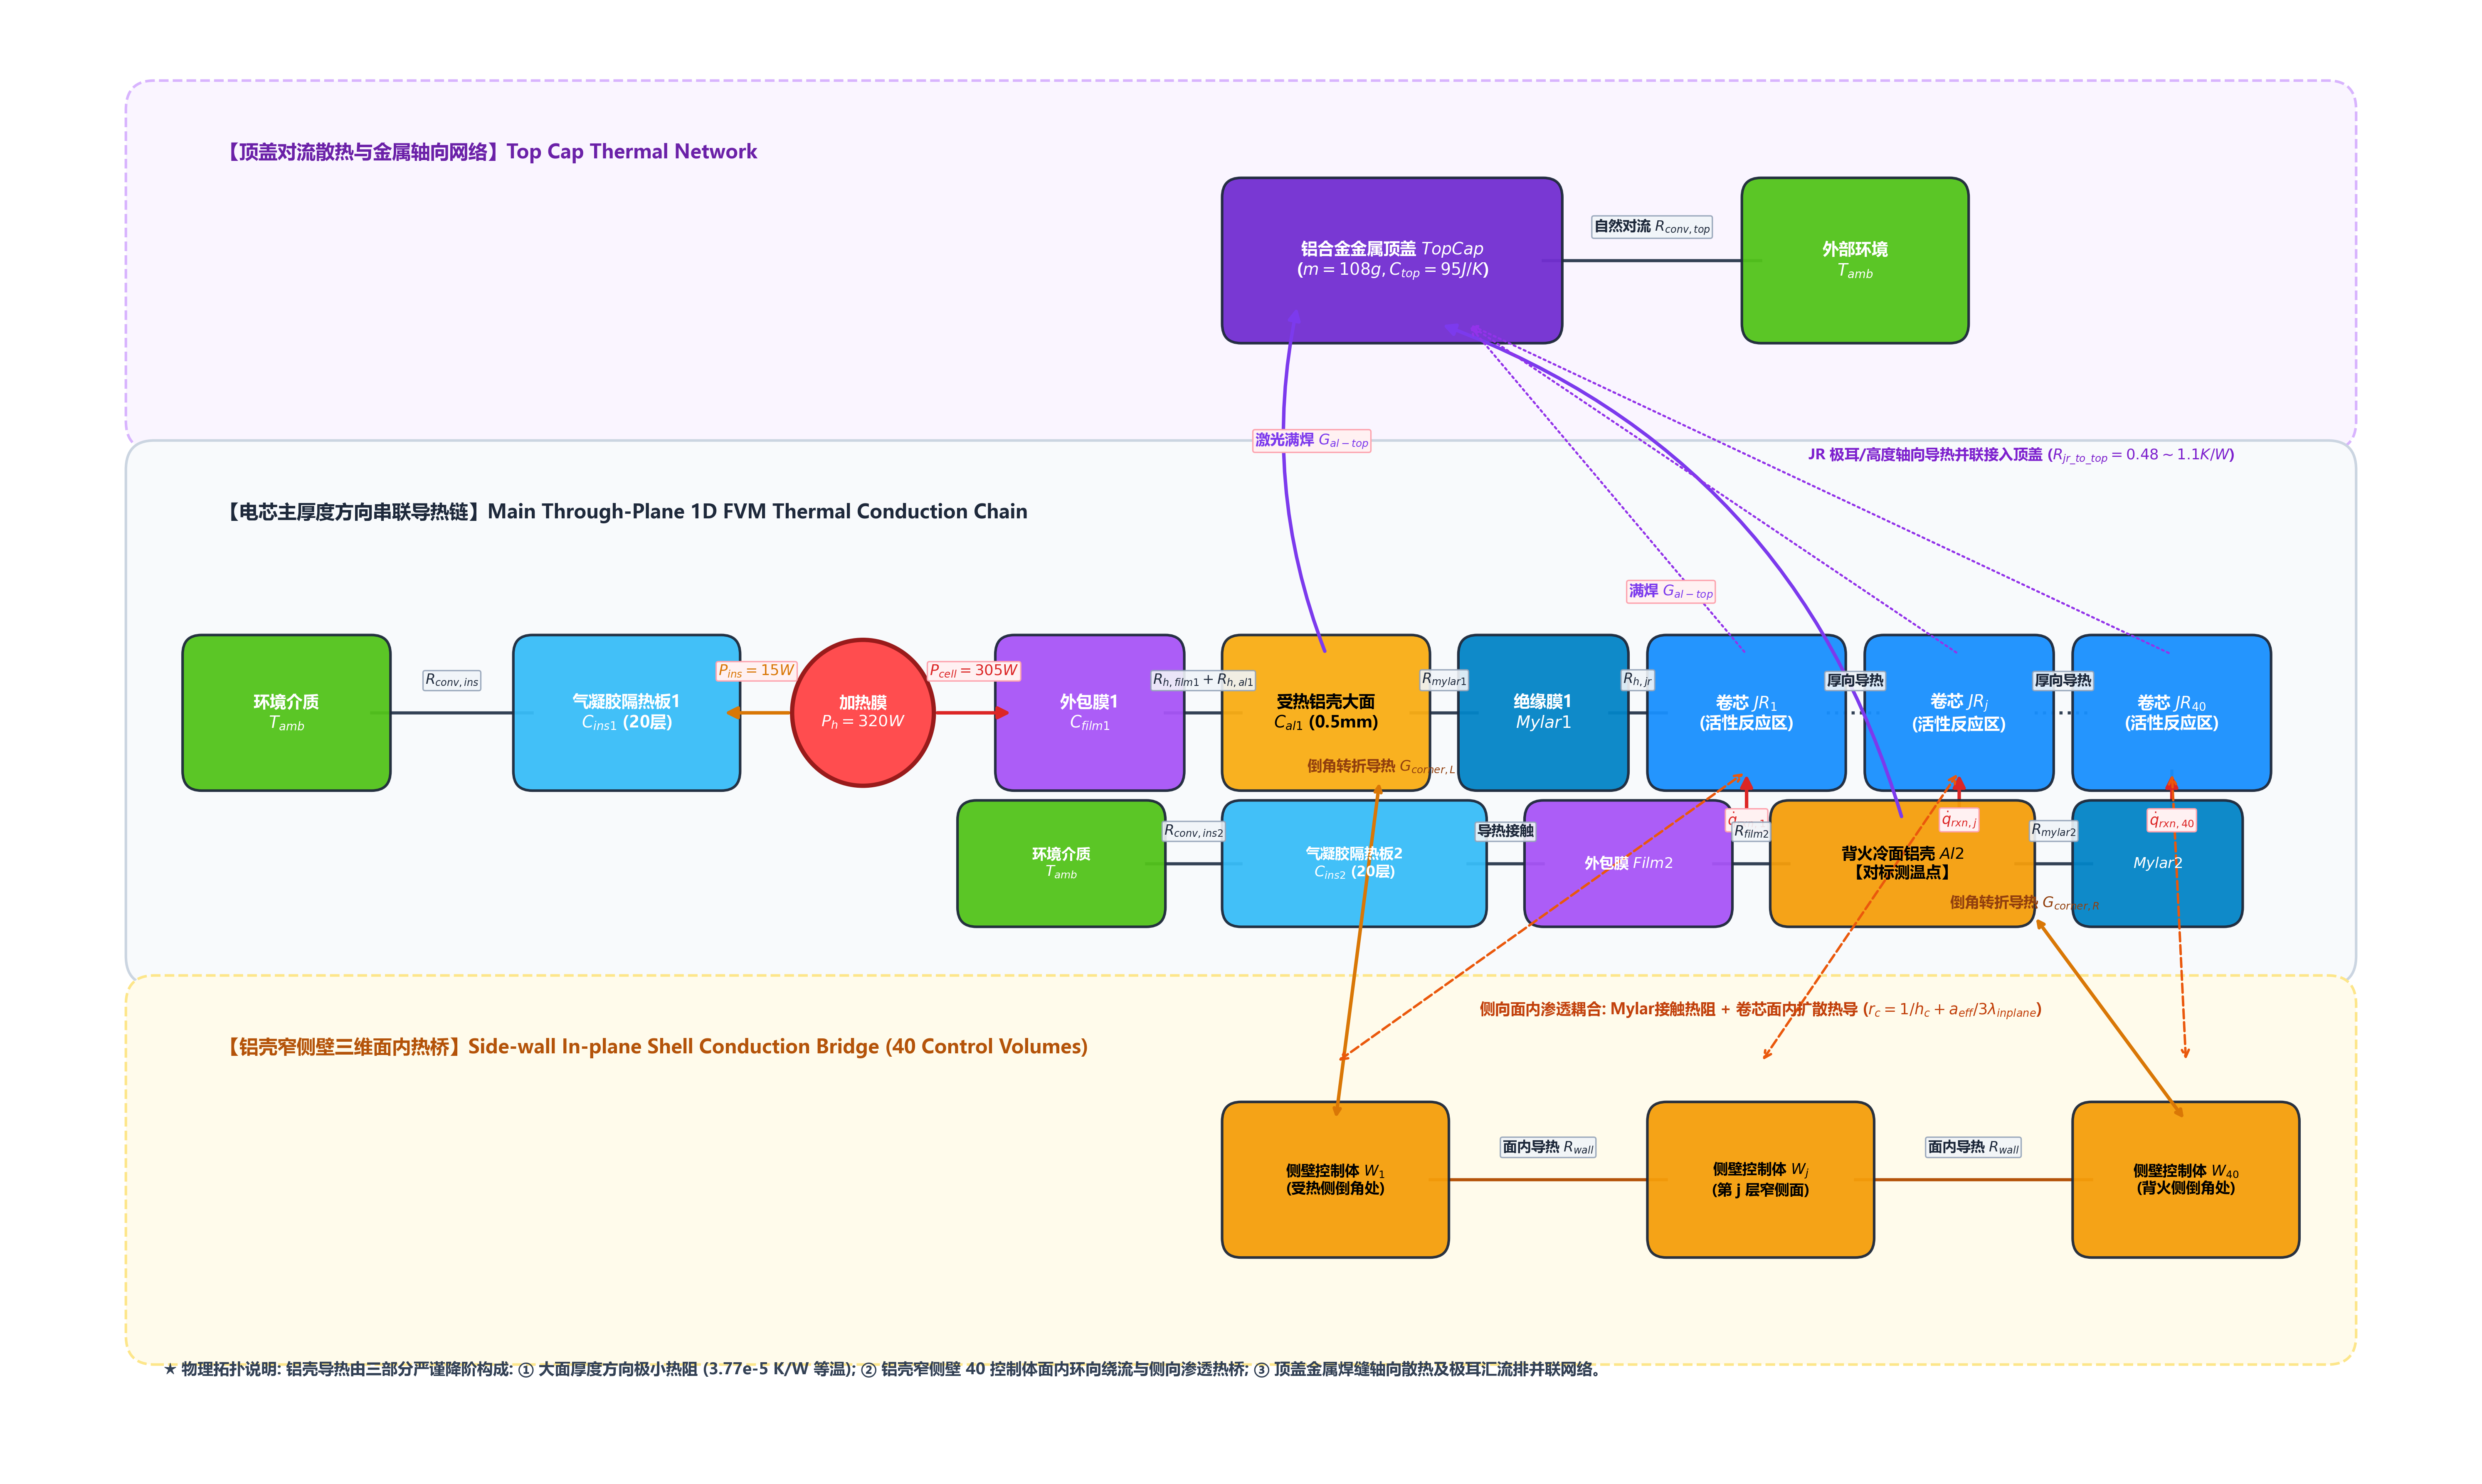 【顶盖对流散热与金属轴向网络】Top Cap Thermal Network
铝合金金属顶盖 TopCap
(m = 108g, C_top = 95J/K)
自然对流 R_conv,top
外部环境
T_amb
激光满焊 G_al−top
JR 极耳/高度轴向导热并联接入顶盖 (R_jr_to_top = 0.48 ~ 1.1K/W)
【电芯主厚度方向串联导热链】Main Through-Plane 1D FVM Thermal Conduction Chain
满焊 G_al−top
环境介质
T_amb
R_conv,ins
气凝胶隔热板1
C_ins1 (20层)
P_ins = 15W
加热膜
P_h = 320W
P_cell = 305W
外包膜1
C_film1
R_h,film1 + R_h,al1
受热铝壳大面
C_al1 (0.5mm)
R_mylar1
绝缘膜1
Mylar1
R_h,jr
卷芯 JR_1
(活性反应区)
厚向导热
卷芯 JR_j
(活性反应区)
厚向导热
卷芯 JR_40
(活性反应区)
倒角转折导热 G_corner,L
环境介质
T_amb
R_conv,ins2
气凝胶隔热板2
C_ins2 (20层)
导热接触
外包膜 Film2
R_film2
背火冷面铝壳 Al2
【对标测温点】
q̇_rxn,j
R_mylar2
q̇_rxn,40
Mylar2
倒角转折导热 G_corner,R
侧向面内渗透耦合: Mylar接触热阻 + 卷芯面内扩散热导 (r_c = 1/h_c + a_eff/3λ_inplane)
【铝壳窄侧壁三维面内热桥】Side-wall In-plane Shell Conduction Bridge (40 Control Volumes)
侧壁控制体 W_1
(受热侧倒角处)
面内导热 R_wall
侧壁控制体 W_j
(第 j 层窄侧面)
面内导热 R_wall
侧壁控制体 W_40
(背火侧倒角处)
★ 物理拓扑说明: 铝壳导热由三部分严谨降阶构成: ① 大面厚度方向极小热阻 (3.77e-5 K/W 等温); ② 铝壳窄侧壁 40 控制体面内环向绕流与侧向渗透热桥; ③ 顶盖金属焊缝轴向散热及极耳汇流排并联网络。